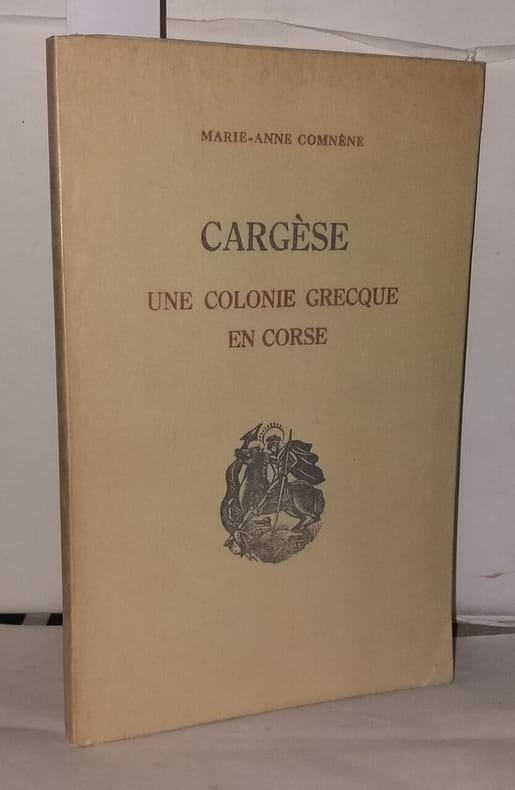 MARIE-ANNE COMNÈNE
CARGÈSE
UNE COLONIE GRECQUE
EN CORSE